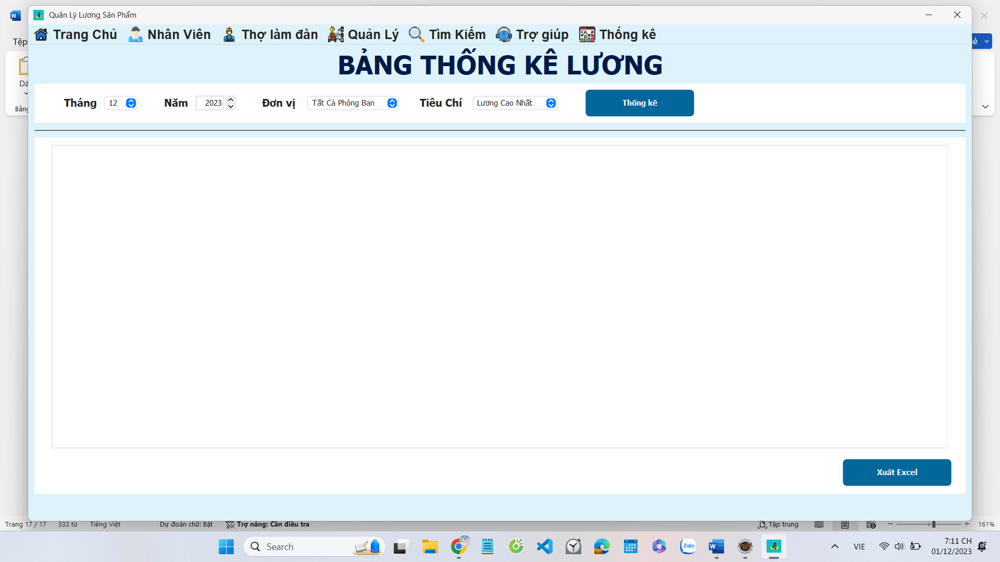 Quản Lý Lương Sản Phẩm
Tệp
Trang Chủ Nhân Viên Thợ làm đàn Quản Lý Tìm Kiếm Trợ giúp Thống kê
BẢNG THỐNG KÊ LƯƠNG
Tháng 12 Năm 2023 Đơn vị Tất Cả Phòng Ban Tiêu Chí Lương Cao Nhất Thống kê
Bảng
Xuất Excel
Trang 17 / 17 333 từ Tiếng Việt Dự đoán chữ: Bật Trợ năng: Cần điều tra Tập trung 161%
Search Zalo VIE 7:11 CH
01/12/2023